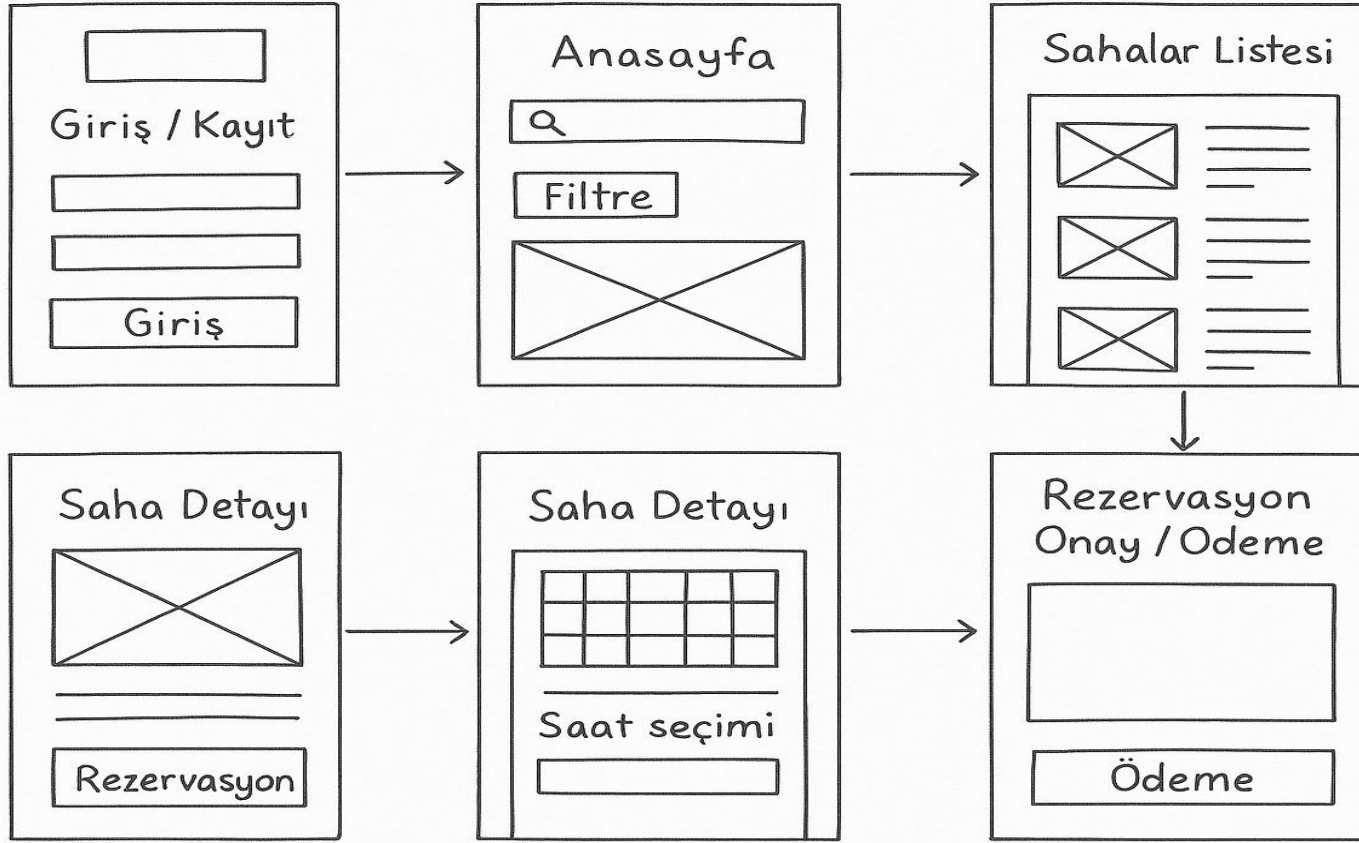 Giriş / Kayıt
Giriş
Anasayfa
Filtre
Sahalar Listesi
Saha Detayı
Rezervasyon
Saha Detayı
Saat seçimi
Rezervasyon
Onay / Odeme
Ödeme